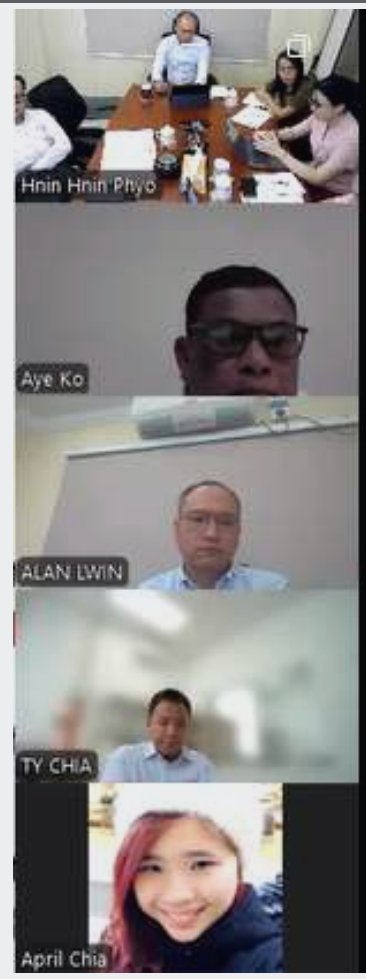 Hnin Hnin Phyo
Aye Ko
ALAN LWIN
TY CHIA
April Chia